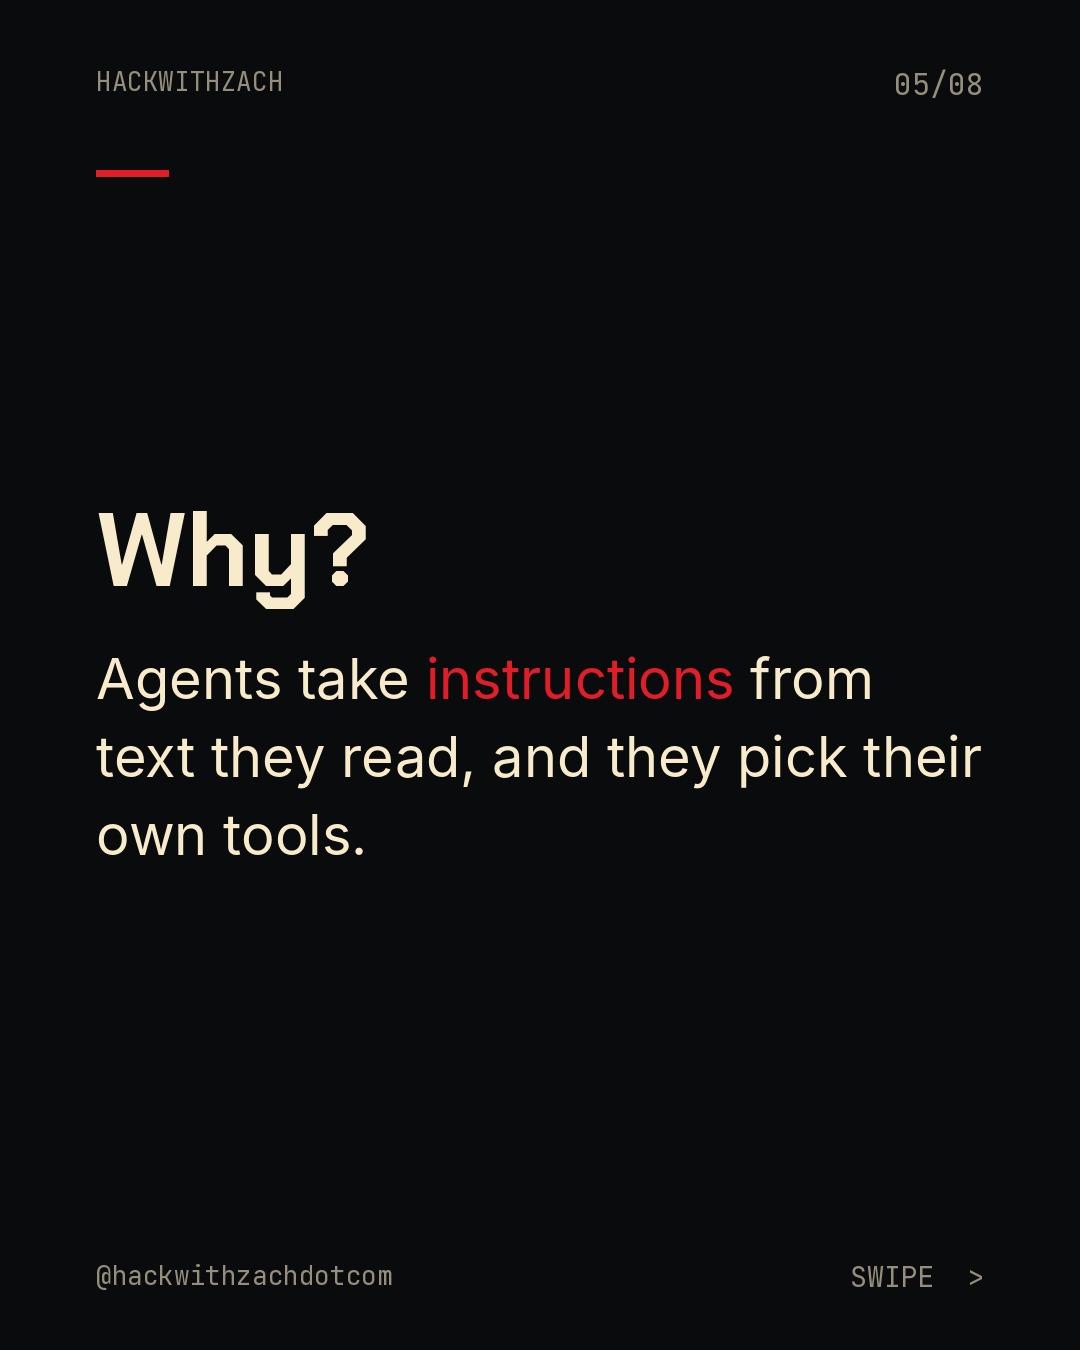 HACKWITHZACH
05/08
Why?
Agents take instructions from
text they read, and they pick their
own tools.
@hackwithzachdotcom
SWIPE >